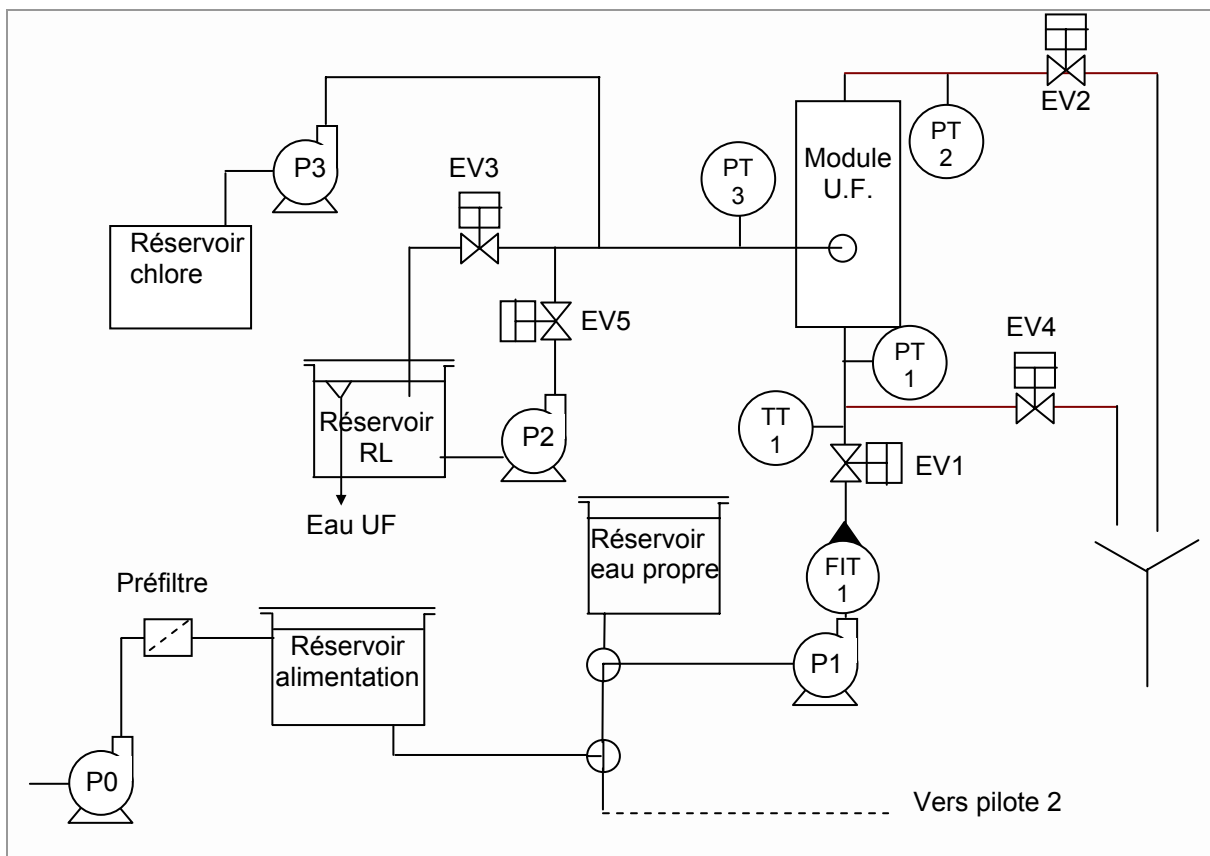 EV2
PT
2
Module
U.F.
P3
EV3
PT
3
Réservoir
chlore
EV5
EV4
PT
1
Réservoir
RL
P2
TT
1
EV1
Eau UF
Réservoir
eau propre
FIT
1
Préfiltre
Réservoir
alimentation
P1
P0
Vers pilote 2